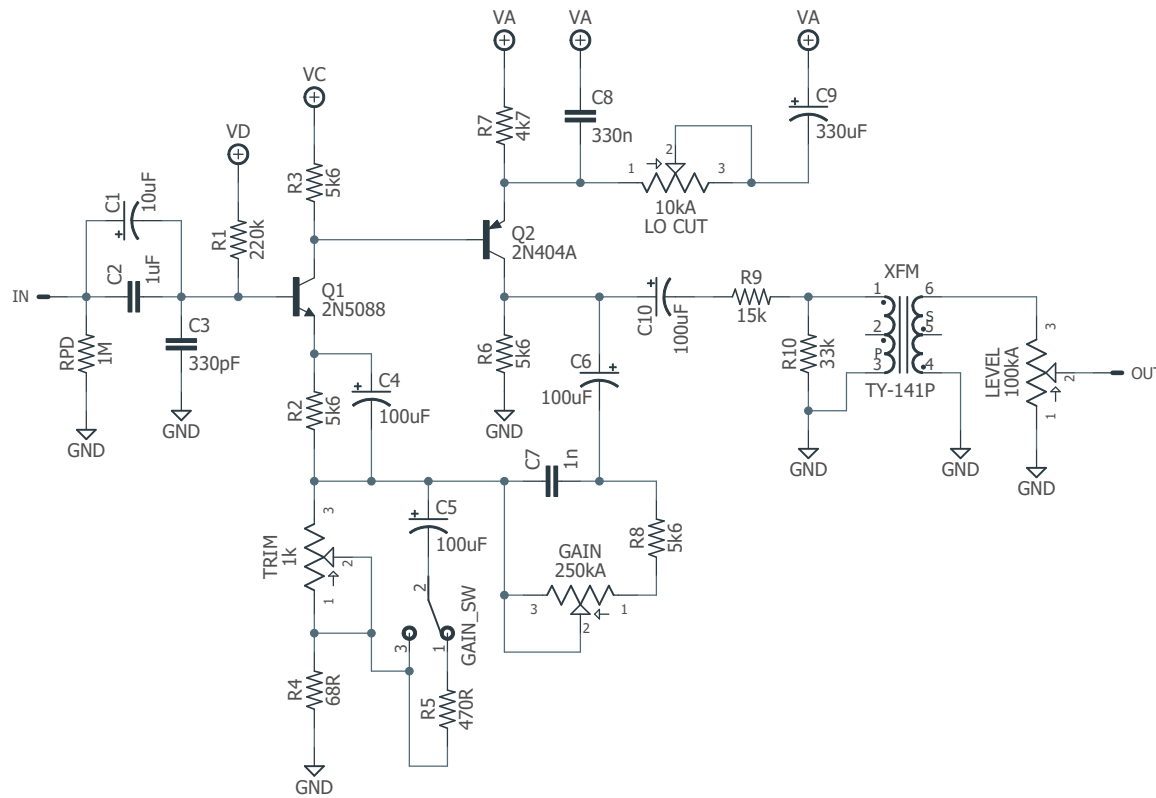 VA
VA
VA
VC
VD
R7
4k7
C8
330n
C9
330uF
1
2
3
10kA
LO CUT
R3
5k6
C1
10uF
R1
220k
Q2
2N404A
IN
C2
1uF
Q1
2N5088
C3
330pF
RPD
1M
GND
GND
R2
5k6
C4
100uF
R6
5k6
GND
C6
100uF
C10
100uF
R9
15k
R10
33k
GND
XFM
1
2
3
P
6
S
5
4
TY-141P
GND
LEVEL
100kA
3
2
1
OUT
GND
C7
1n
C5
100uF
R8
5k6
GAIN
250kA
3
2
1
TRIM
1k
3
2
1
2
3
1
GAIN_SW
R4
68R
R5
470R
GND